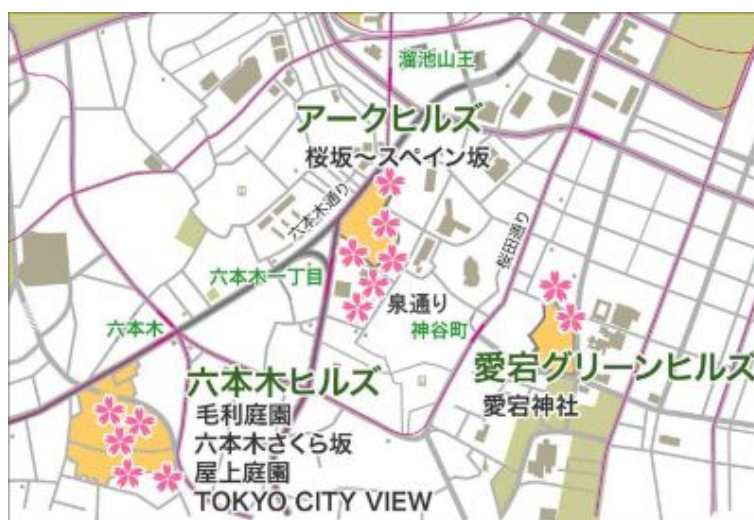 溜池山王
アークヒルズ
桜坂～スペイン坂
六本木通り
桜田通り
六本木一丁目
泉通り
六本木
神谷町
六本木ヒルズ
毛利庭園
六本木さくら坂
屋上庭園
TOKYO CITY VIEW
愛宕グリーンヒルズ
愛宕神社